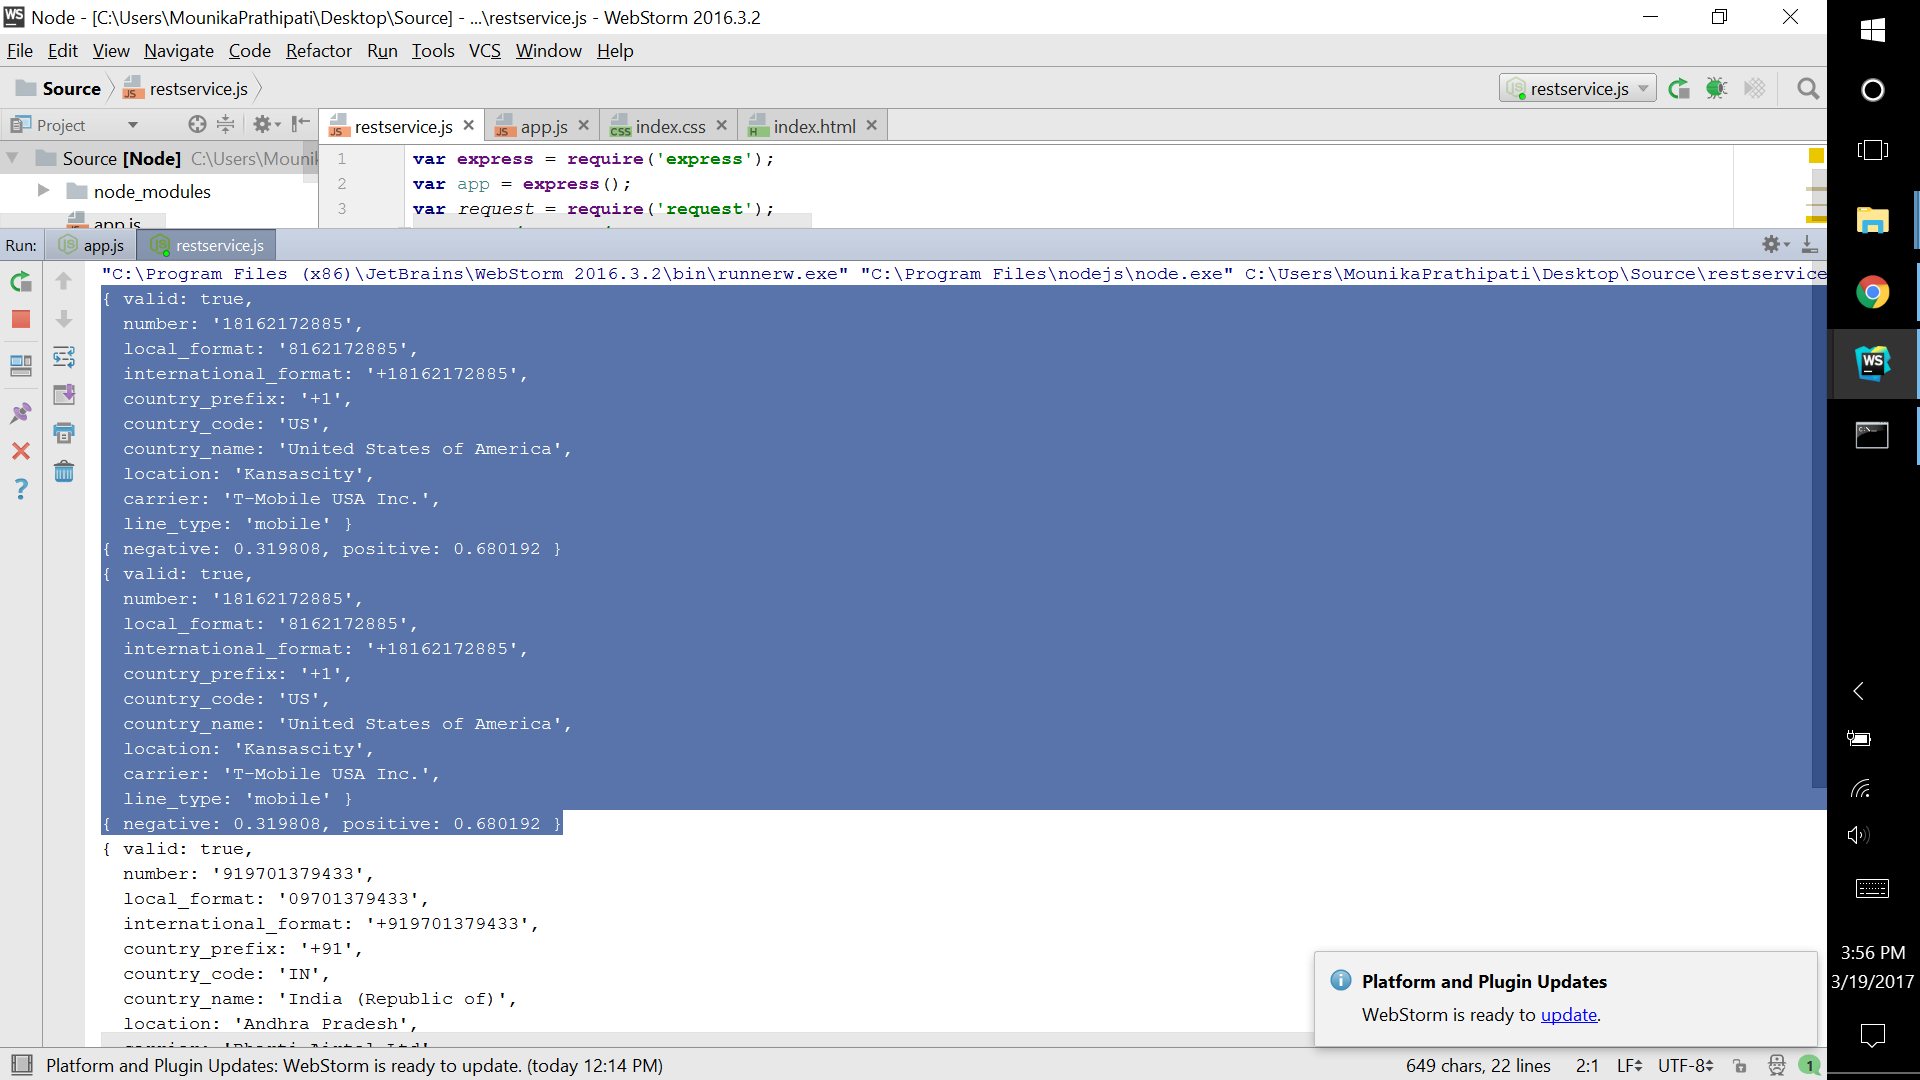 WS Node - [C:\Users\MounikaPrathipati\Desktop\Source] - ...\restservice.js - WebStorm 2016.3.2
File Edit View Navigate Code Refactor Run Tools VCS Window Help
Source restservice.js restservice.js
Project restservice.js app.js index.css index.html
Source [Node] C:\Users\Mounik
node_modules
app.js
1 var express = require('express');
2 var app = express();
3 var request = require('request');
Run: app.js restservice.js
"C:\Program Files (x86)\JetBrains\WebStorm 2016.3.2\bin\runnerw.exe" "C:\Program Files\nodejs\node.exe" C:\Users\MounikaPrathipati\Desktop\Source\restservice
{ valid: true,
number: '18162172885',
local_format: '8162172885',
international_format: '+18162172885',
country_prefix: '+1',
country_code: 'US',
country_name: 'United States of America',
location: 'Kansascity',
carrier: 'T-Mobile USA Inc.',
line_type: 'mobile' }
{ negative: 0.319808, positive: 0.680192 }
{ valid: true,
number: '18162172885',
local_format: '8162172885',
international_format: '+18162172885',
country_prefix: '+1',
country_code: 'US',
country_name: 'United States of America',
location: 'Kansascity',
carrier: 'T-Mobile USA Inc.',
line_type: 'mobile' }
{ negative: 0.319808, positive: 0.680192 }
{ valid: true,
number: '919701379433',
local_format: '09701379433',
international_format: '+919701379433',
country_prefix: '+91',
country_code: 'IN',
country_name: 'India (Republic of)',
location: 'Andhra Pradesh',
carrier: 'Bharti Airtel Ltd'
Platform and Plugin Updates
WebStorm is ready to update.
Platform and Plugin Updates: WebStorm is ready to update. (today 12:14 PM)
649 chars, 22 lines 2:1 LF UTF-8 1
WS
3:56 PM
3/19/2017